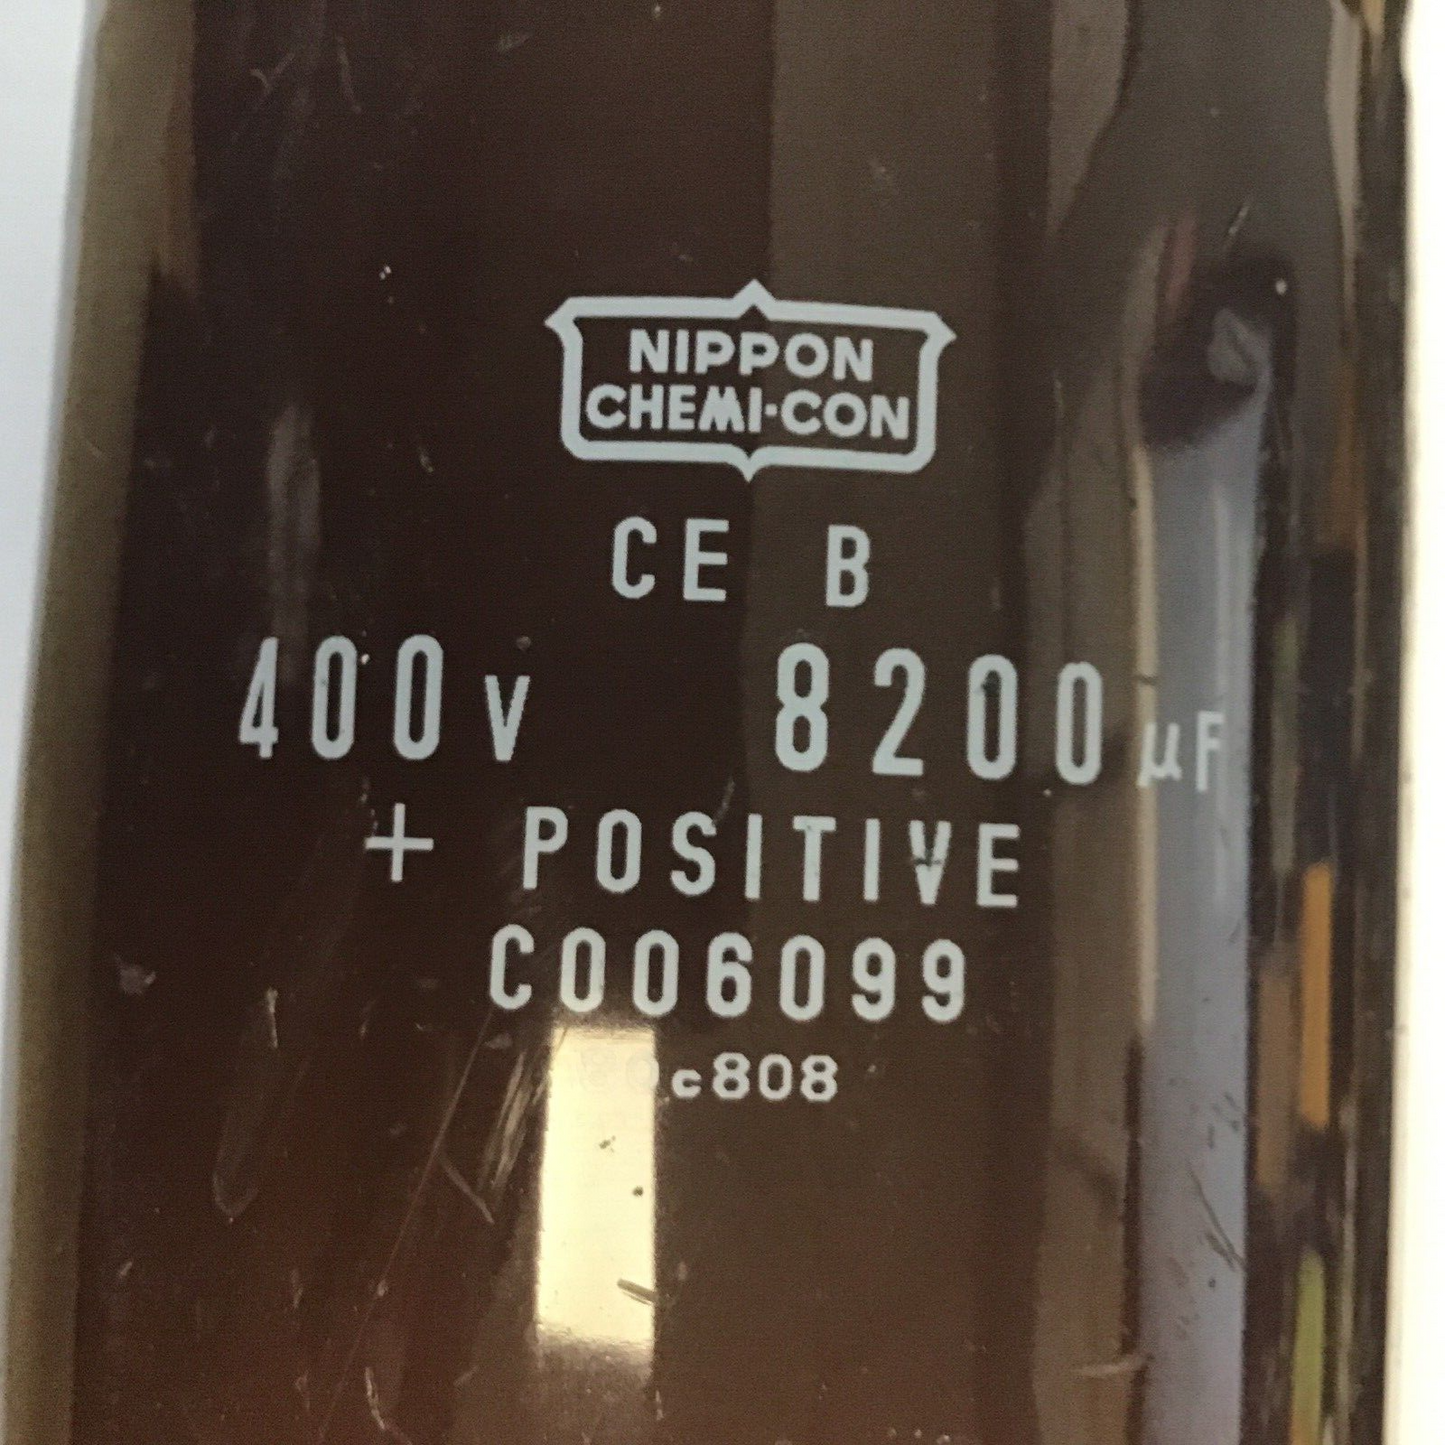 NIPPON
CHEMI-CON
CE B
400V 8200µF
+ POSITIVE
C006099
c808